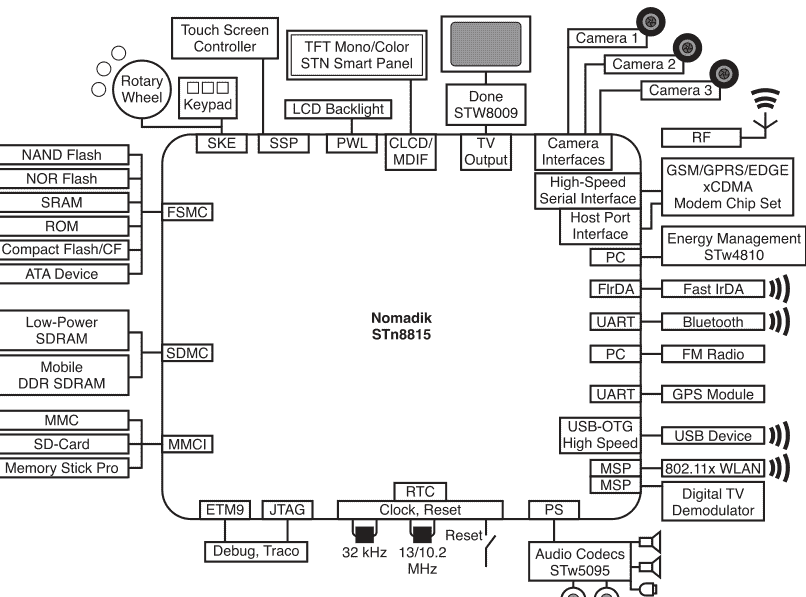 Touch Screen
Controller
TFT Mono/Color
STN Smart Panel
Camera 1
Camera 2
Camera 3
Rotary
Wheel
Keypad
LCD Backlight
Done
STW8009
RF
SKE
SSP
PWL
CLCD/
MDIF
TV
Output
Camera
Interfaces
NAND Flash
NOR Flash
SRAM
ROM
Compact Flash/CF
ATA Device
FSMC
High-Speed
Serial Interface
Host Port
Interface
GSM/GPRS/EDGE
xCDMA
Modem Chip Set
PC
Energy Management
STw4810
FIrDA
Fast IrDA
Nomadik
STn8815
UART
Bluetooth
Low-Power
SDRAM
Mobile
DDR SDRAM
SDMC
PC
FM Radio
UART
GPS Module
MMC
SD-Card
Memory Stick Pro
MMCI
USB-OTG
High Speed
USB Device
MSP
802.11x WLAN
MSP
Digital TV
Demodulator
ETM9
JTAG
RTC
Clock, Reset
PS
Debug, Traco
32 kHz
13/10.2
MHz
Reset
Audio Codecs
STw5095